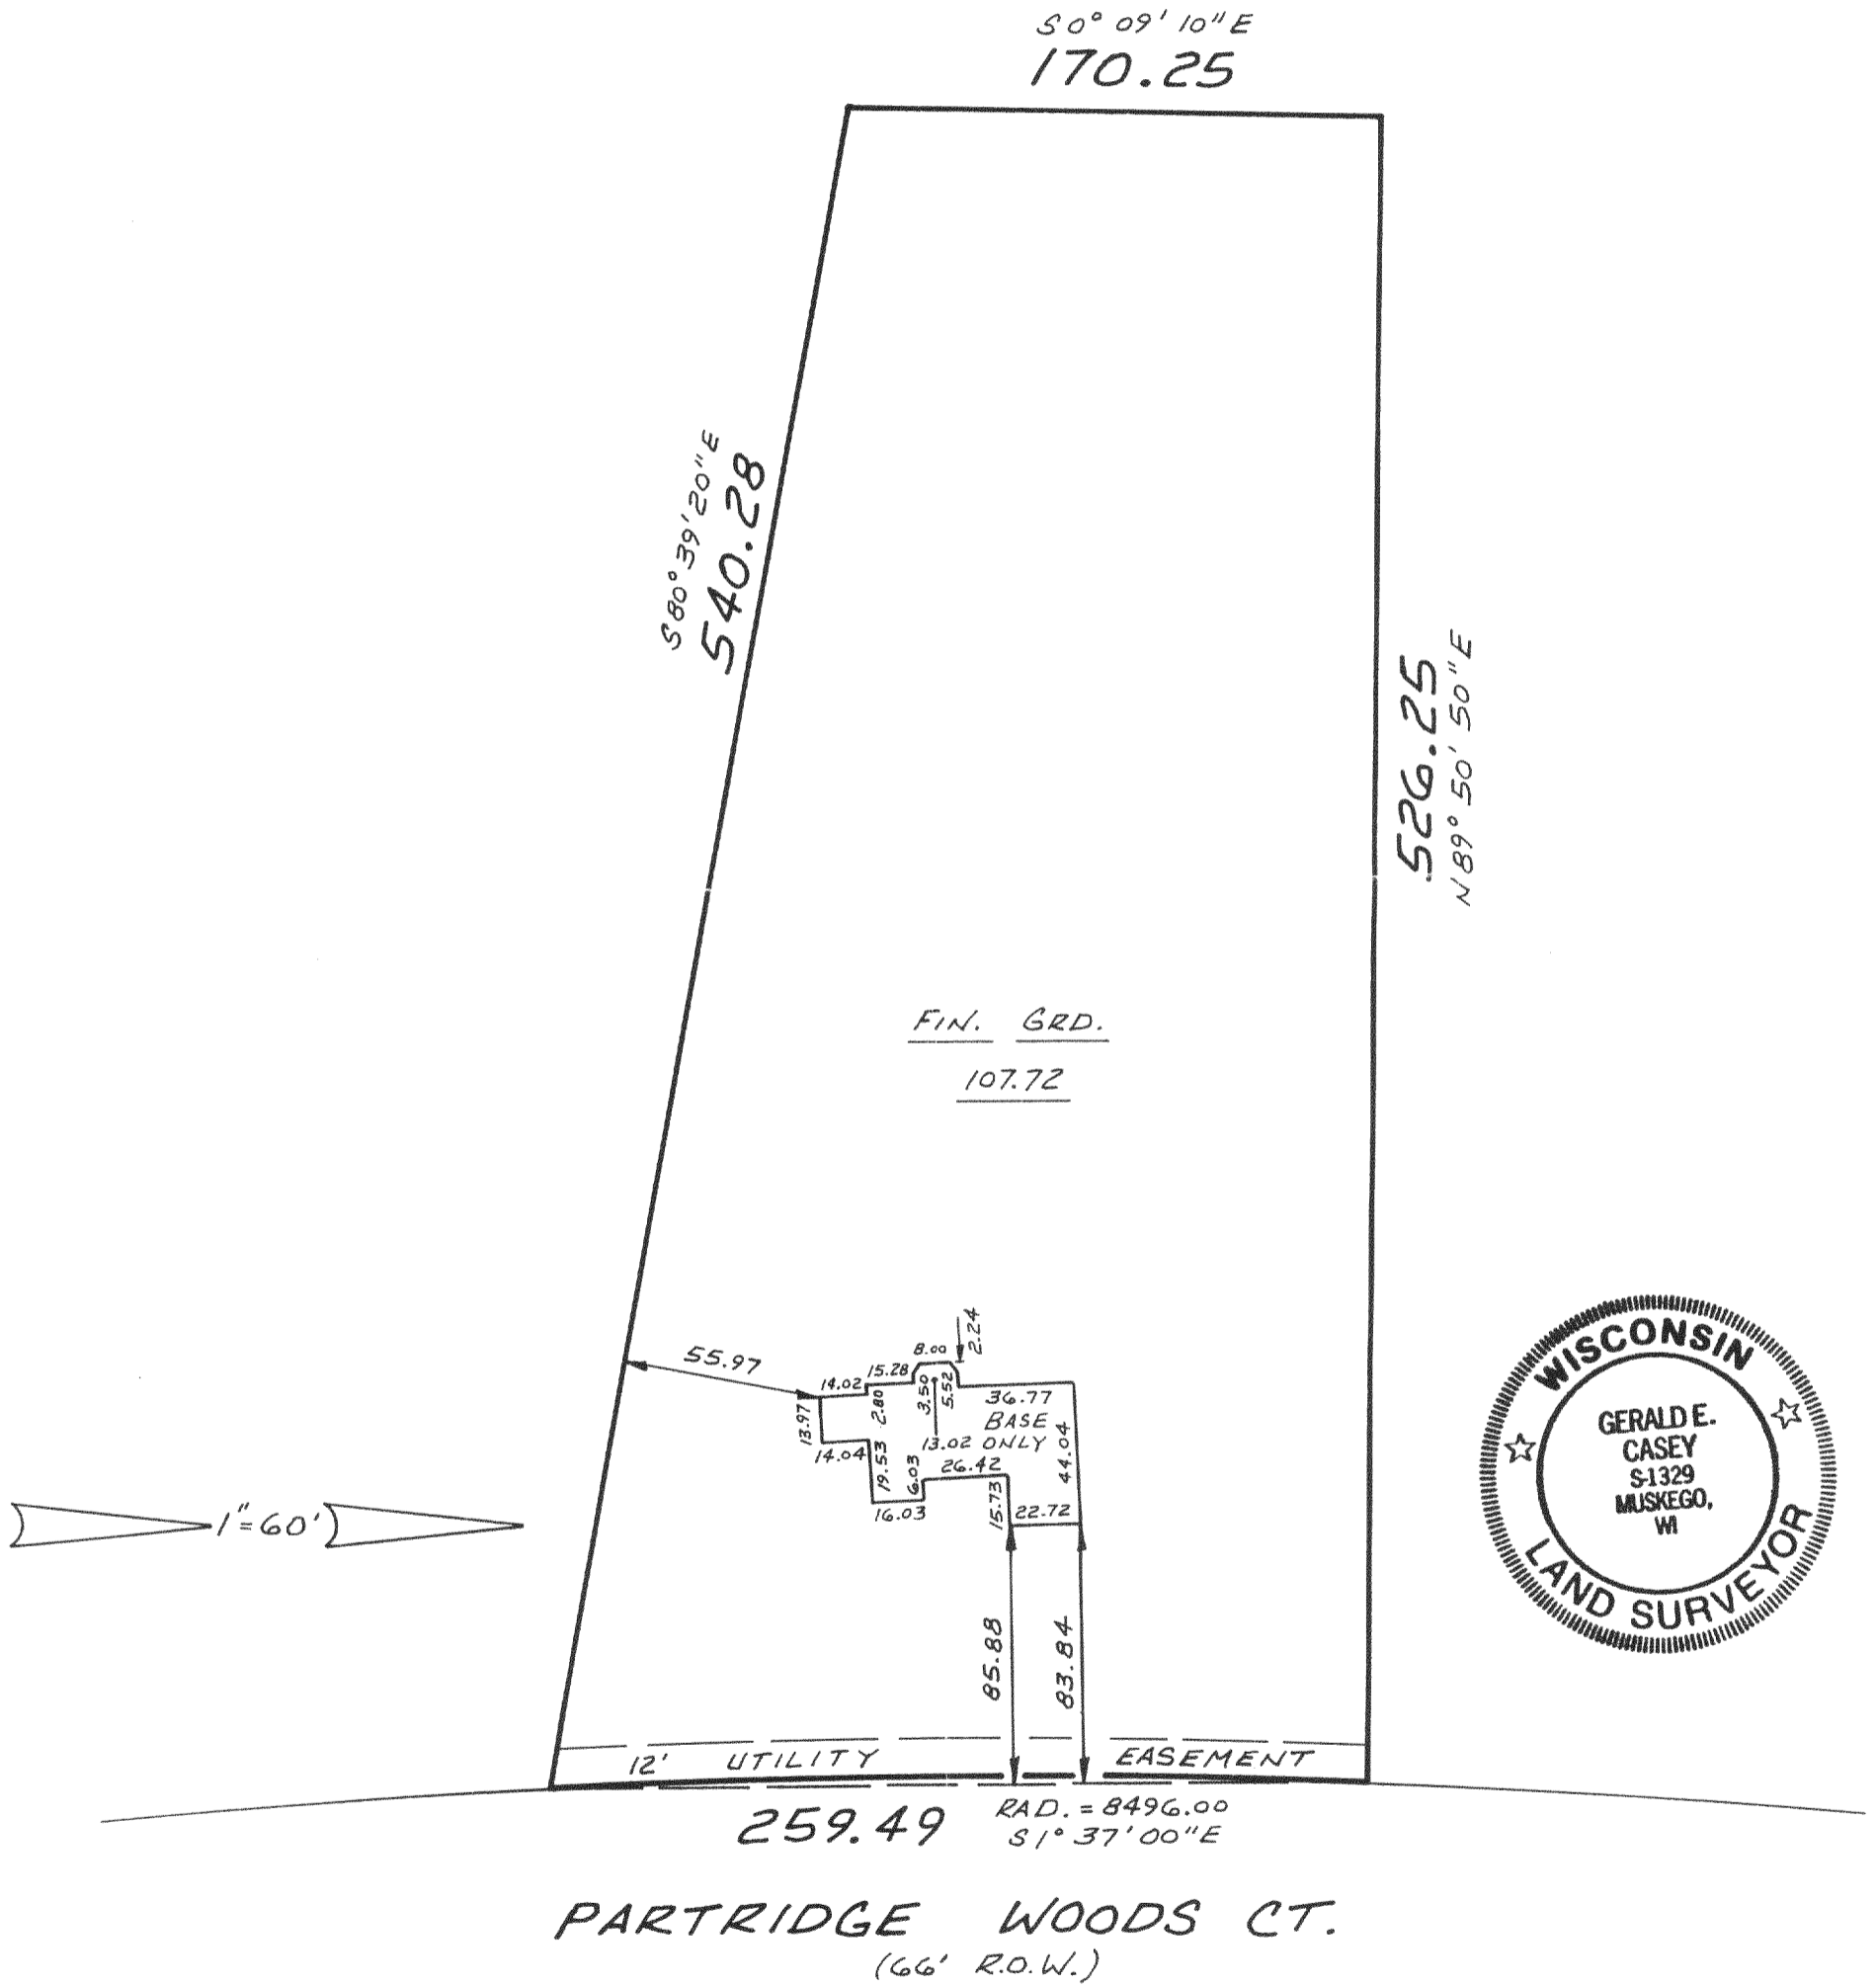 S 0° 09' 10" E
170.25
S 80° 39' 20" E
540.28
526.25
N 89° 50' 50" E
FIN. GRD.
107.72
55.97
14.02
15.28
8.00
2.24
13.97
2.80
3.50
5.52
36.77
BASE
ONLY
13.02
14.04
19.53
6.03
26.42
44.04
16.03
15.73
22.72
1" = 60'
85.88
83.84
12' UTILITY EASEMENT
259.49
RAD. = 8496.00
S 1° 37' 00" E
PARTRIDGE WOODS CT.
(66' R.O.W.)
WISCONSIN
GERALD E.
CASEY
S-1329
MUSKEGO,
WI
LAND SURVEYOR